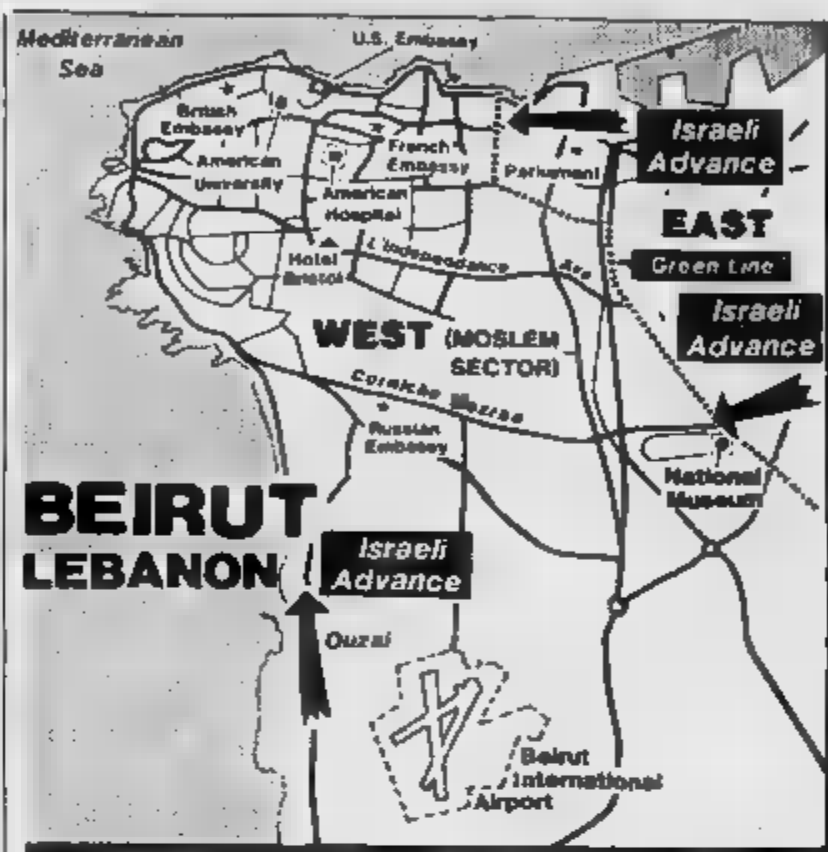 Mediterranean
Sea
U.S. Embassy
British
Embassy
American
University
French
Embassy
American
Hospital
Parliament
Israeli
Advance
EAST
Green Line
Hotel
Bristol
L'Independance Ave
Israeli
Advance
WEST (MOSLEM
SECTOR)
Corniche Mazraa
Russian
Embassy
National
Museum
BEIRUT
LEBANON
Israeli
Advance
Ouzai
Beirut
International
Airport